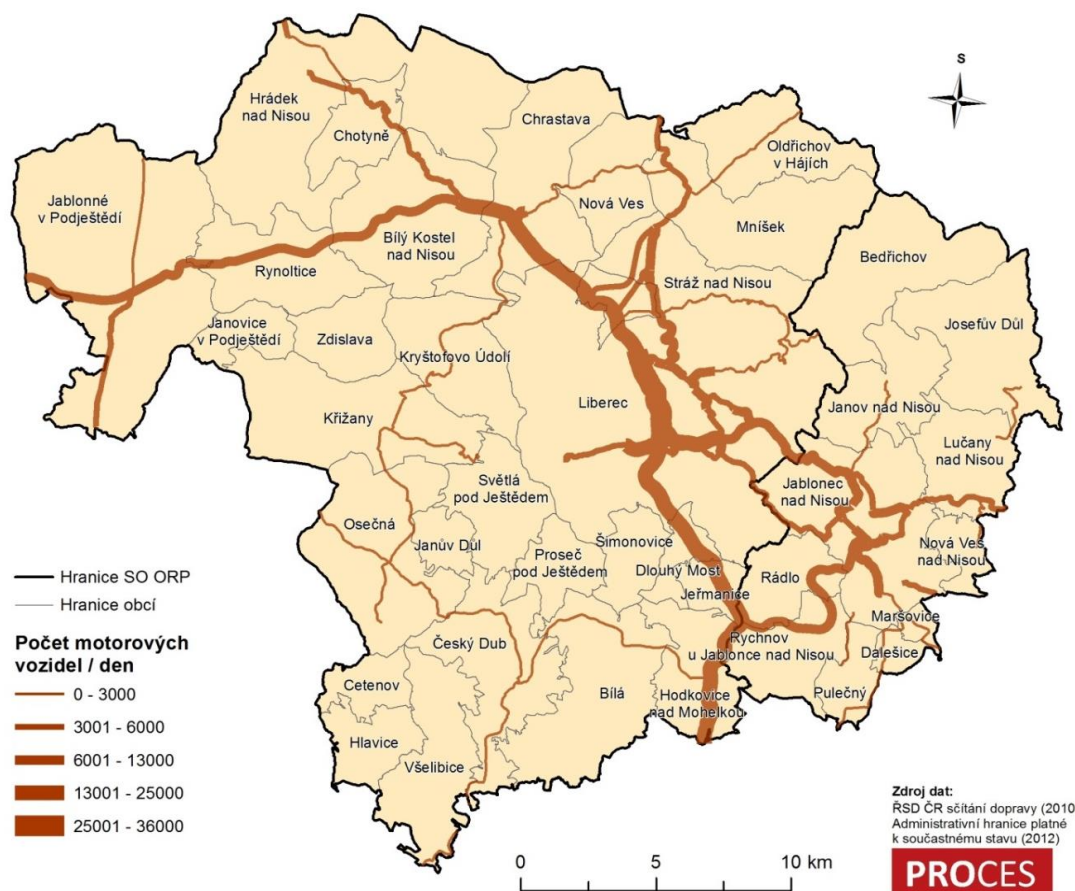 S
Hrádek
nad Nisou
Chotyně
Chrastava
Oldřichov
v Hájích
Jablonné
v Podještědí
Nová Ves
Mníšek
Bílý Kostel
nad Nisou
Bedřichov
Rynoltice
Stráž nad Nisou
Janovice
v Podještědí
Zdislava
Josefův Důl
Kryštofovo Údolí
Liberec
Janov nad Nisou
Křižany
Lučany
nad Nisou
Světlá
pod Ještědem
Jablonec
nad Nisou
Osečná
Janův Důl
Proseč
pod Ještědem
Šimonovice
Nová Ves
nad Nisou
Dlouhý Most
Rádlo
Jeřmanice
Maršovice
Rychnov
u Jablonce nad Nisou
Dalešice
Český Dub
Cetenov
Bílá
Hodkovice
nad Mohelkou
Pulečný
Hlavice
Všelibice
Hranice SO ORP
Hranice obcí
Počet motorových
vozidel / den
0 - 3000
3001 - 6000
6001 - 13000
13001 - 25000
25001 - 36000
0 5 10 km
Zdroj dat:
ŘSD ČR sčítání dopravy (2010
Administrativní hranice platné
k součastnému stavu (2012)
PROCES